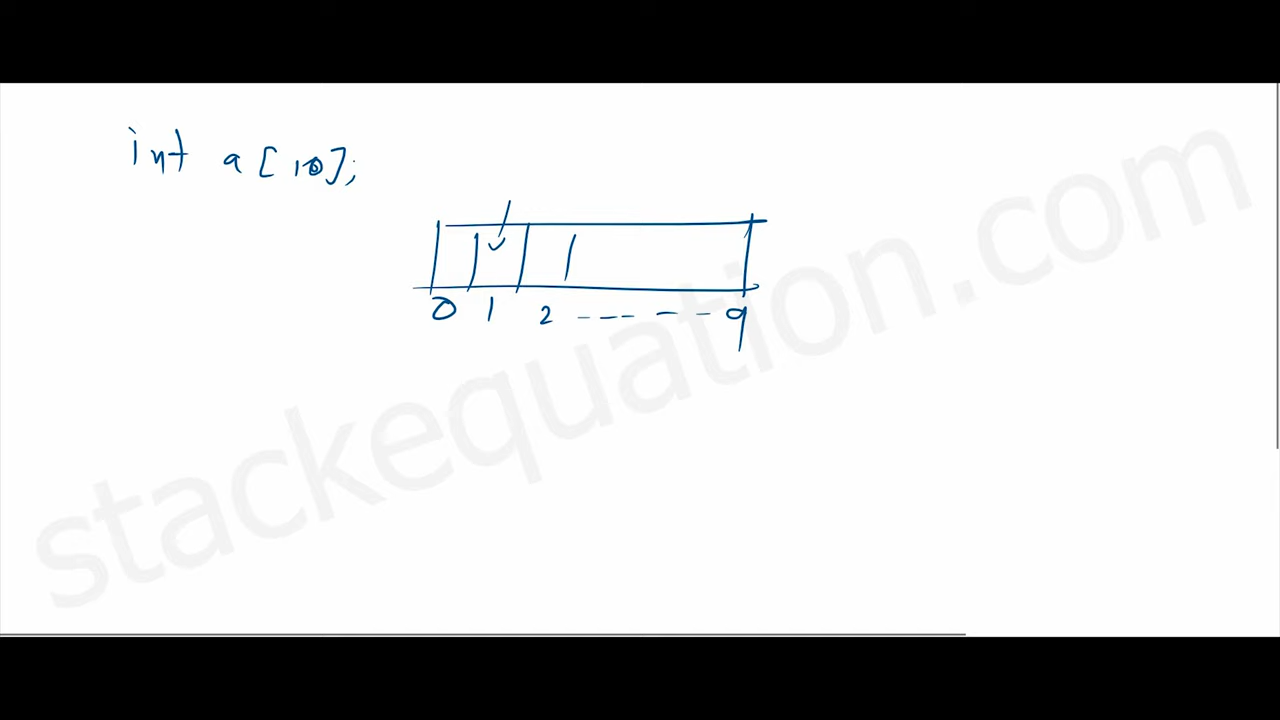 int a[10];
0 1 2 ----- 9
stackequation.com